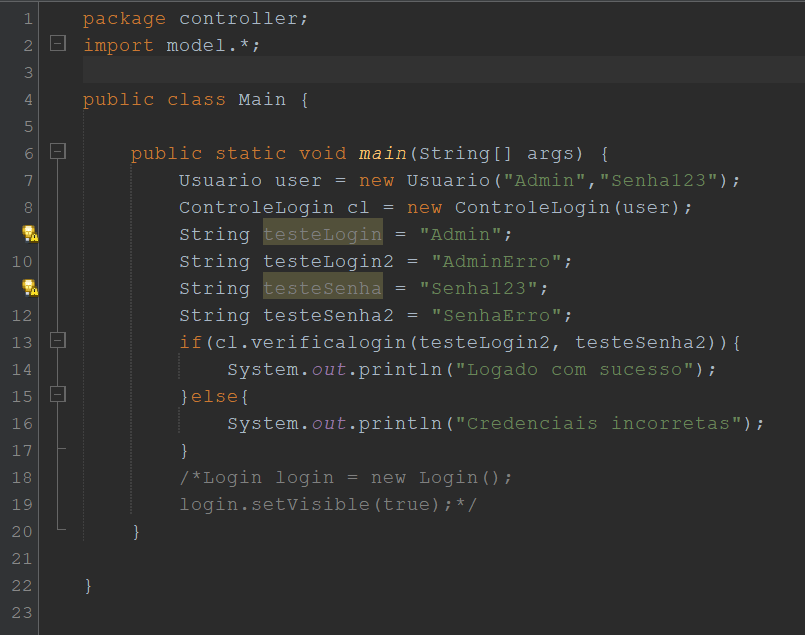 1 package controller;
2 import model.*;
3
4 public class Main {
5
6 public static void main(String[] args) {
7 Usuario user = new Usuario("Admin","Senha123");
8 ControleLogin cl = new ControleLogin(user);
String testeLogin = "Admin";
10 String testeLogin2 = "AdminErro";
String testeSenha = "Senha123";
12 String testeSenha2 = "SenhaErro";
13 if(cl.verificalogin(testeLogin2, testeSenha2)){
14 System.out.println("Logado com sucesso");
15 }else{
16 System.out.println("Credenciais incorretas");
17 }
18 /*Login login = new Login();
19 login.setVisible(true);*/
20 }
21
22 }
23